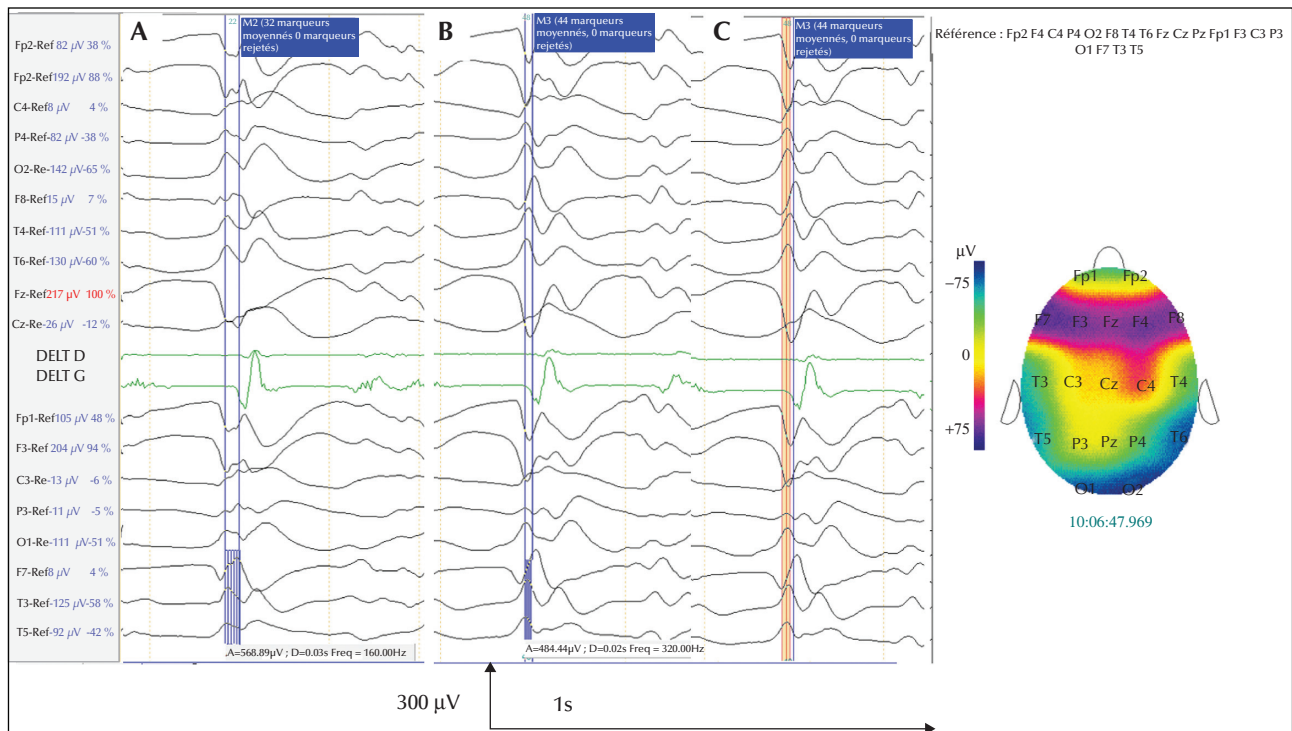 A
B
C
M2 (32 marqueurs
moyennés 0 marqueurs
rejetés)
M3 (44 marqueurs
moyennés, 0 marqueurs
rejetés)
M3 (44 marqueurs
moyennés, 0 marqueurs
rejetés)
22
48
48
Référence : Fp2 F4 C4 P4 O2 F8 T4 T6 Fz Cz Pz Fp1 F3 C3 P3
O1 F7 T3 T5
Fp2-Ref 82 µV 38 %
Fp2-Ref192 µV 88 %
C4-Ref8 µV 4 %
P4-Ref-82 µV -38 %
O2-Re-142 µV-65 %
F8-Ref15 µV 7 %
T4-Ref-111 µV-51 %
T6-Ref-130 µV-60 %
Fz-Ref217 µV 100 %
Cz-Re-26 µV -12 %
DELT D
DELT G
Fp1-Ref105 µV 48 %
F3-Ref 204 µV 94 %
C3-Re-13 µV -6 %
P3-Ref-11 µV -5 %
O1-Re-111 µV-51 %
F7-Ref8 µV 4 %
T3-Ref-125 µV-58 %
T5-Ref-92 µV -42 %
A=568.89µV ; D=0.03s Freq = 160.00Hz
A=484.44µV ; D=0.02s Freq = 320.00Hz
300 µV
1s
µV
−75
0
+75
Fp1 Fp2
F7 F3 Fz F4 F8
T3 C3 Cz C4 T4
T5 P3 Pz P4 T6
O1 O2
10:06:47.969